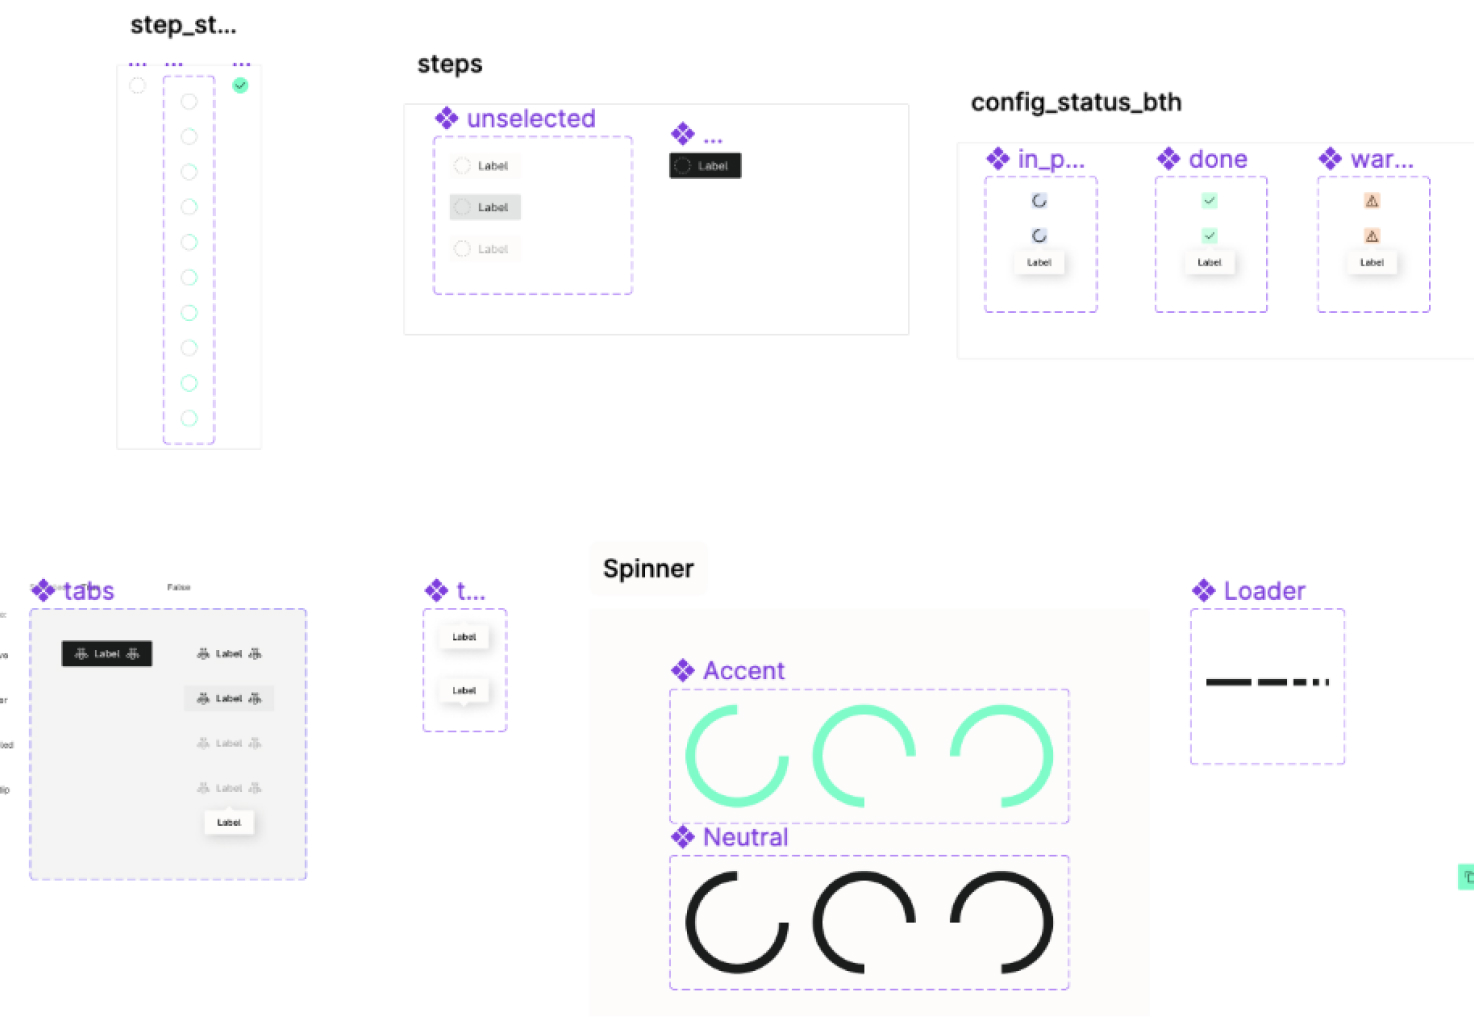 step_st...
...
...
...
steps
unselected
Label
Label
Label
...
Label
config_status_bth
in_p...
done
war...
Label
Label
Label
tabs
False
Label
Label
Label
Label
Label
Label
t...
Label
Label
Spinner
Accent
Neutral
Loader